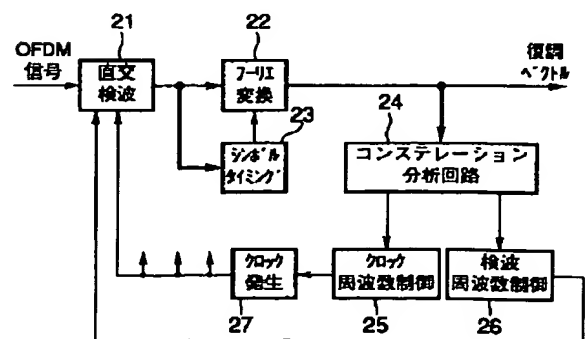 21
OFDM
信号
直交
検波
22
フーリエ
変換
復調
ベクトル
23
シンボル
タイミング
24
コンステレーション
分析回路
クロック
発生
27
クロック
周波数制御
25
検波
周波数制御
26